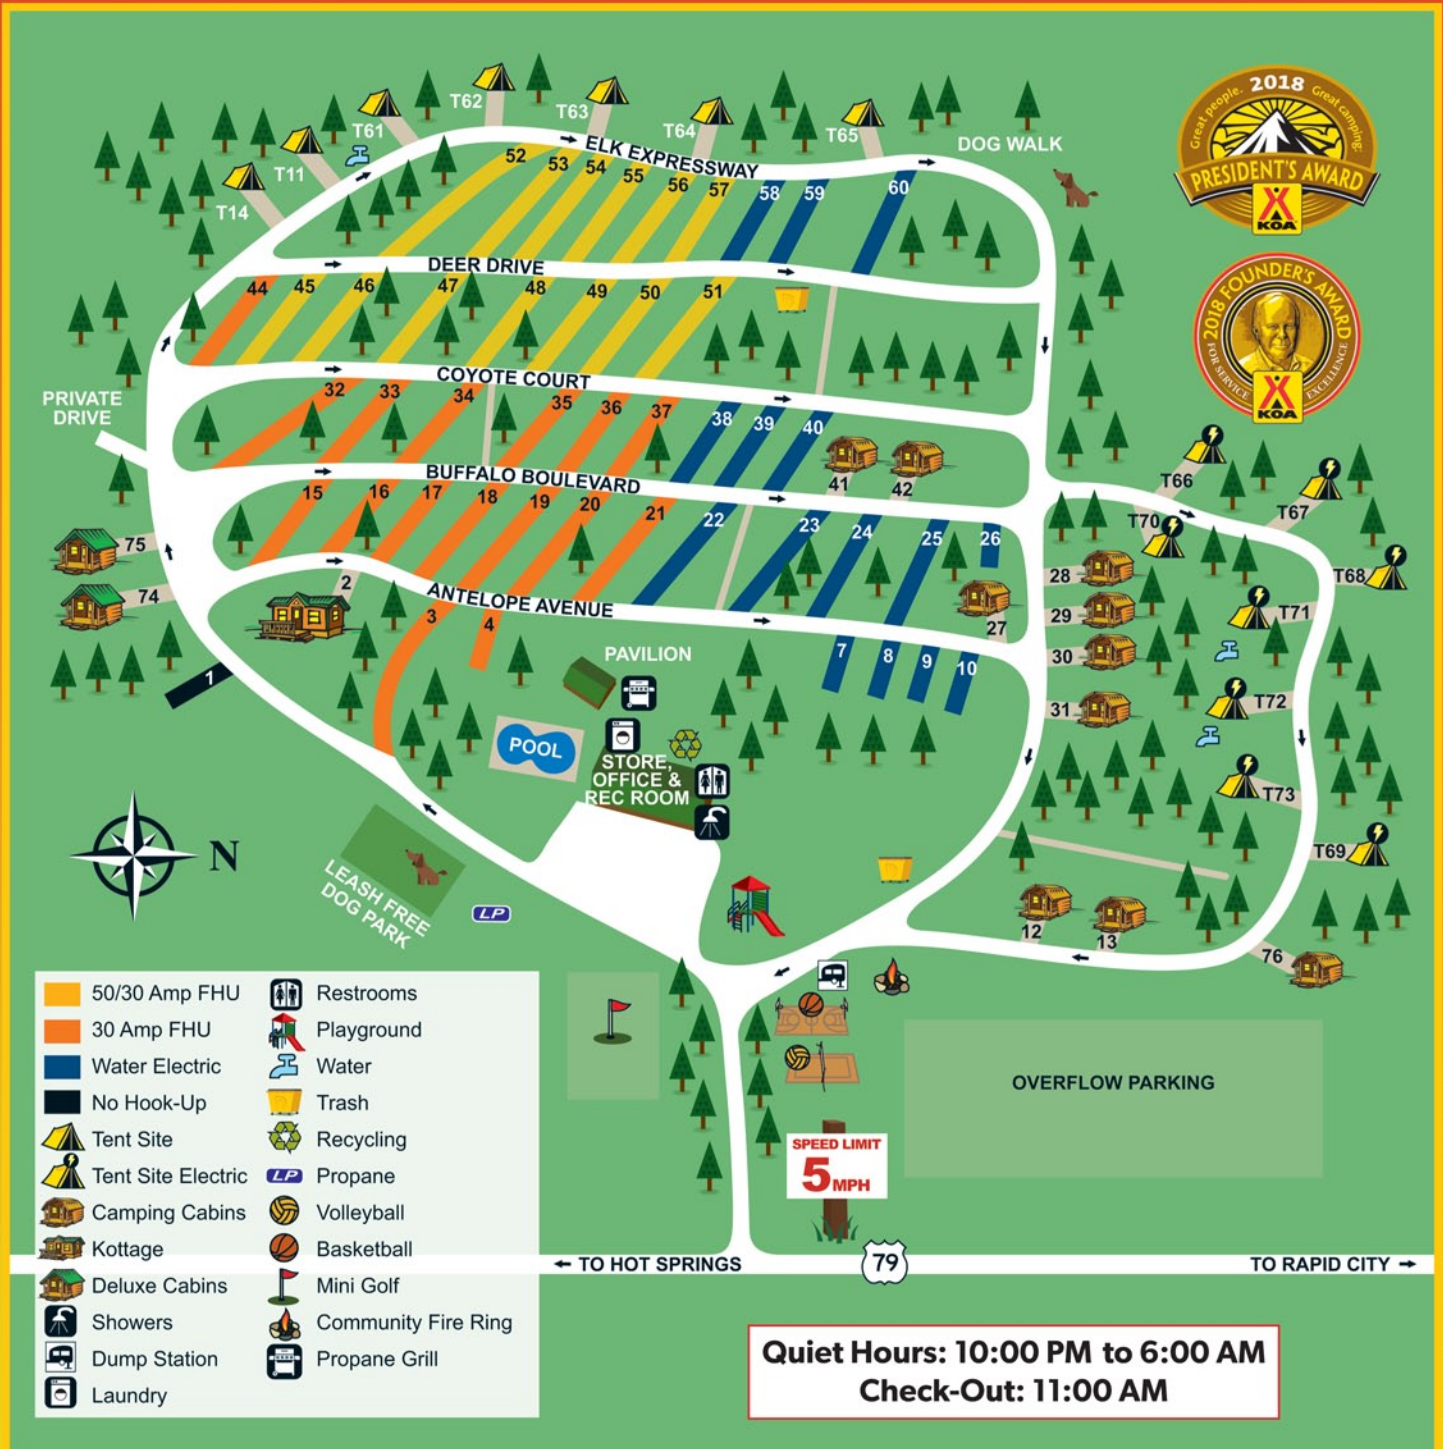 Great people. 2018 Great camping.
PRESIDENT'S AWARD
KOA
2018 FOUNDER'S AWARD
FOR SERVICE EXCELLENCE
KOA
T62
T63
T61
T64
T65
DOG WALK
T11
T14
ELK EXPRESSWAY
52
53
54
55
56
57
58
59
60
DEER DRIVE
44
45
46
47
48
49
50
51
COYOTE COURT
PRIVATE
DRIVE
32
33
34
35
36
37
38
39
40
41
42
BUFFALO BOULEVARD
15
16
17
18
19
20
21
22
23
24
25
26
27
T66
T67
T70
T68
T71
T72
T73
T69
75
74
2
1
ANTELOPE AVENUE
3
4
7
8
9
10
28
29
30
31
PAVILION
POOL
STORE,
OFFICE &
REC ROOM
N
LEASH FREE
DOG PARK
LP
12
13
76
OVERFLOW PARKING
SPEED LIMIT
5 MPH
50/30 Amp FHU
30 Amp FHU
Water Electric
No Hook-Up
Tent Site
Tent Site Electric
Camping Cabins
Kottage
Deluxe Cabins
Showers
Dump Station
Laundry
Restrooms
Playground
Water
Trash
Recycling
LP Propane
Volleyball
Basketball
Mini Golf
Community Fire Ring
Propane Grill
TO HOT SPRINGS
79
TO RAPID CITY
Quiet Hours: 10:00 PM to 6:00 AM
Check-Out: 11:00 AM